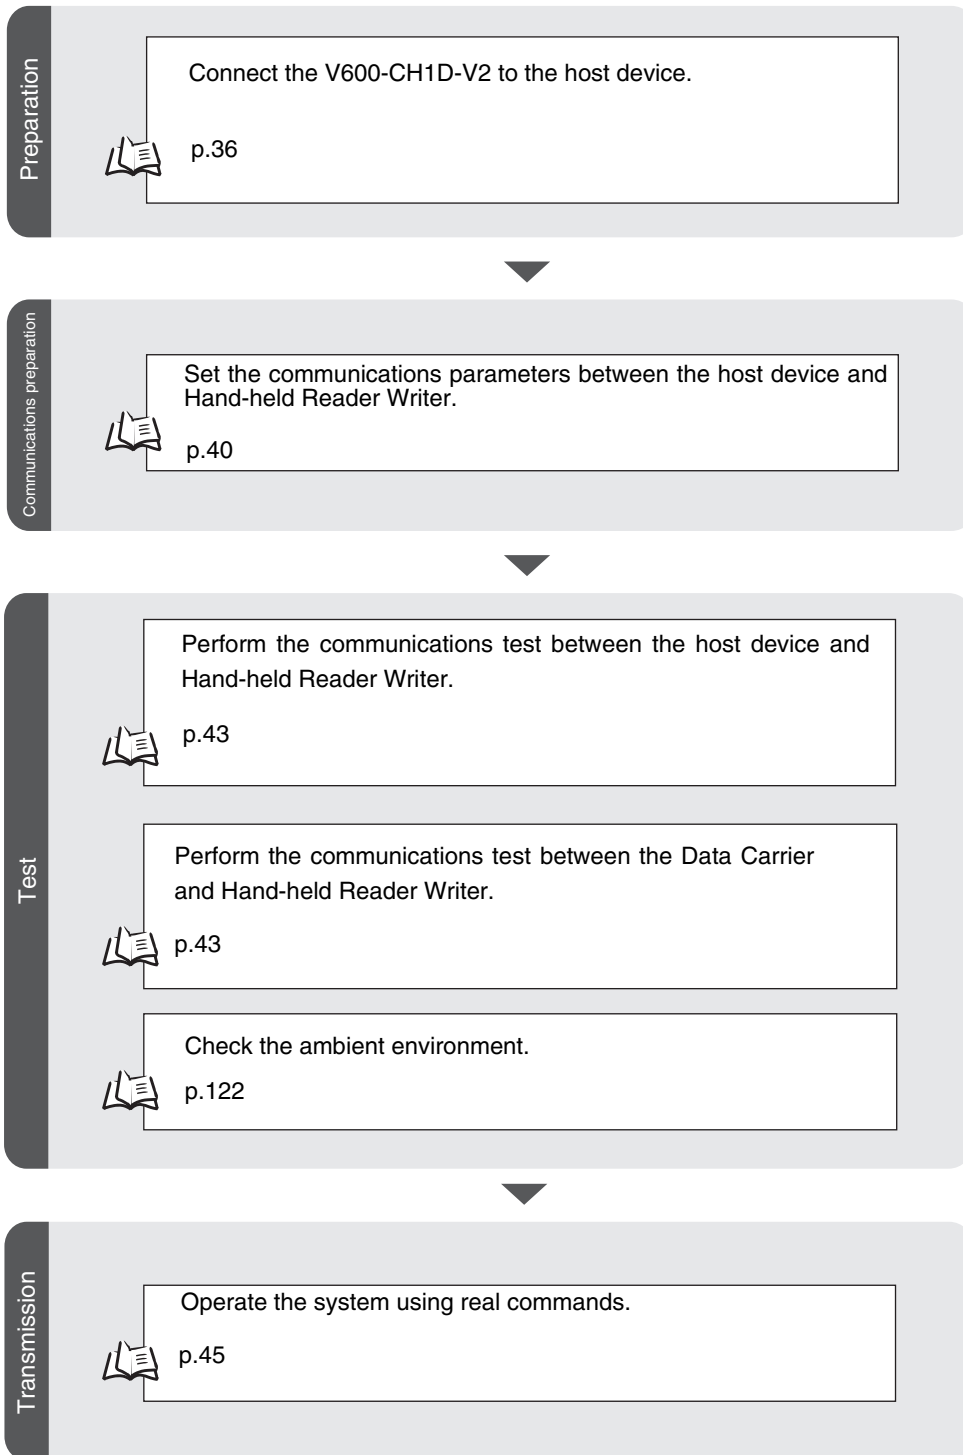 Preparation
Connect the V600-CH1D-V2 to the host device.
p.36
Communications preparation
Set the communications parameters between the host device and
Hand-held Reader Writer.
p.40
Test
Perform the communications test between the host device and
Hand-held Reader Writer.
p.43
Perform the communications test between the Data Carrier
and Hand-held Reader Writer.
p.43
Check the ambient environment.
p.122
Transmission
Operate the system using real commands.
p.45